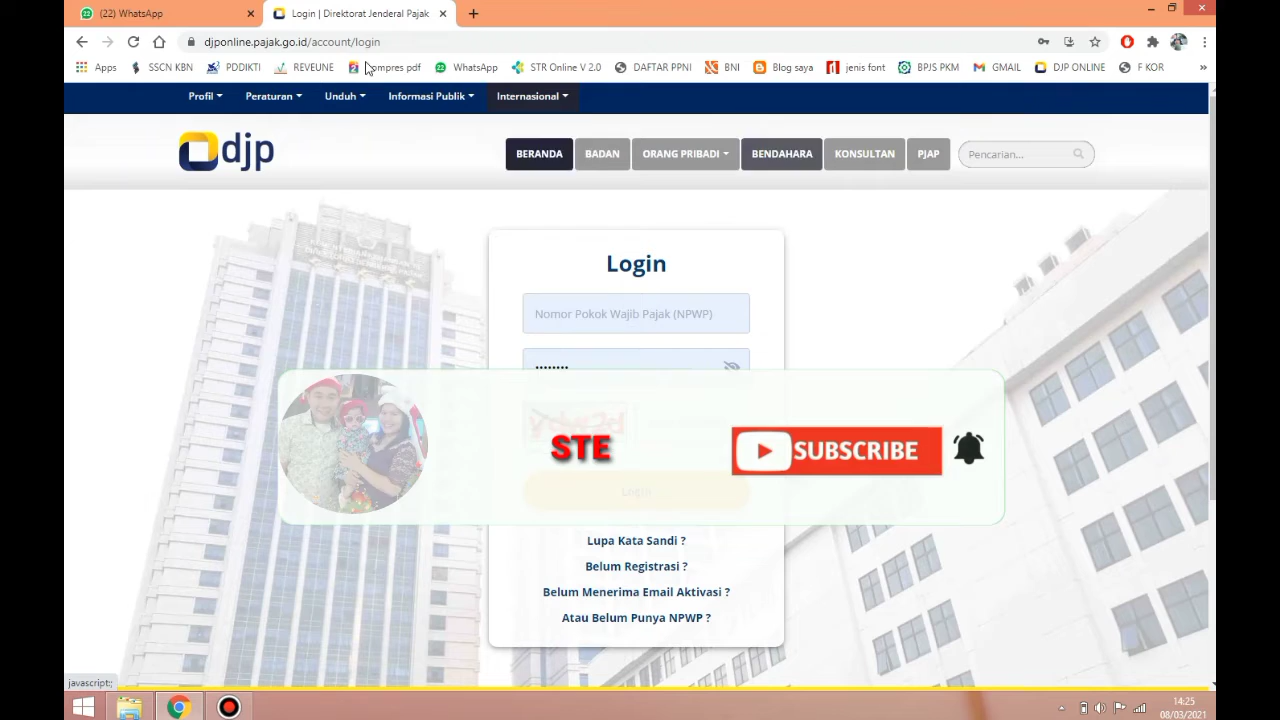 (22) WhatsApp
Login | Direktorat Jenderal Pajak
djponline.pajak.go.id/account/login
Apps SSCN KBN PDDIKTI REVEUNE kompres pdf WhatsApp STR Online V 2.0 DAFTAR PPNI BNI Blog saya jenis font BPJS PKM GMAIL DJP ONLINE F KOR »
Profil Peraturan Unduh Informasi Publik Internasional
djp
BERANDA BADAN ORANG PRIBADI BENDAHARA KONSULTAN PJAP Pencarian...
Login
Nomor Pokok Wajib Pajak (NPWP)
••••••••
STE
SUBSCRIBE
Login
Lupa Kata Sandi ?
Belum Registrasi ?
Belum Menerima Email Aktivasi ?
Atau Belum Punya NPWP ?
javascript:;
14:25
08/03/2021